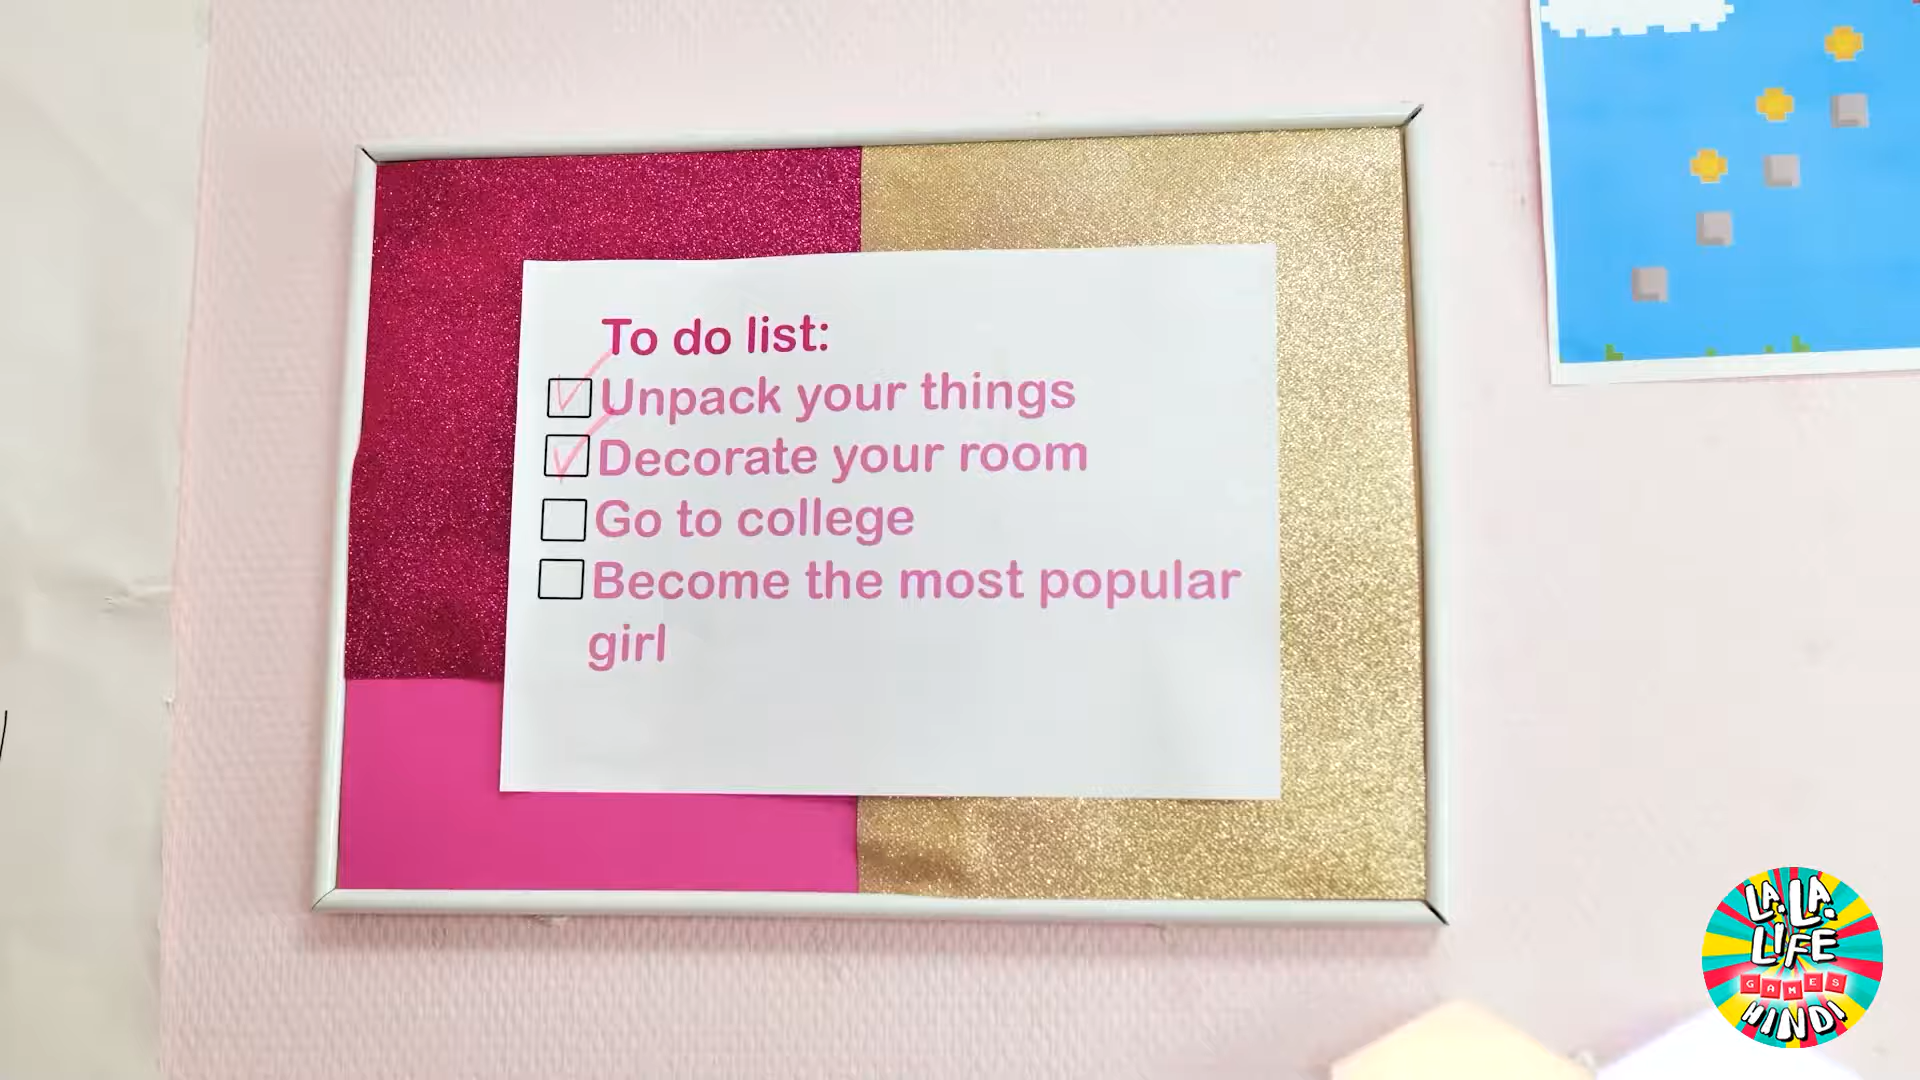 To do list:
Unpack your things
Decorate your room
Go to college
Become the most popular
girl
LA. LA.
LIFE
GAMES
HINDI